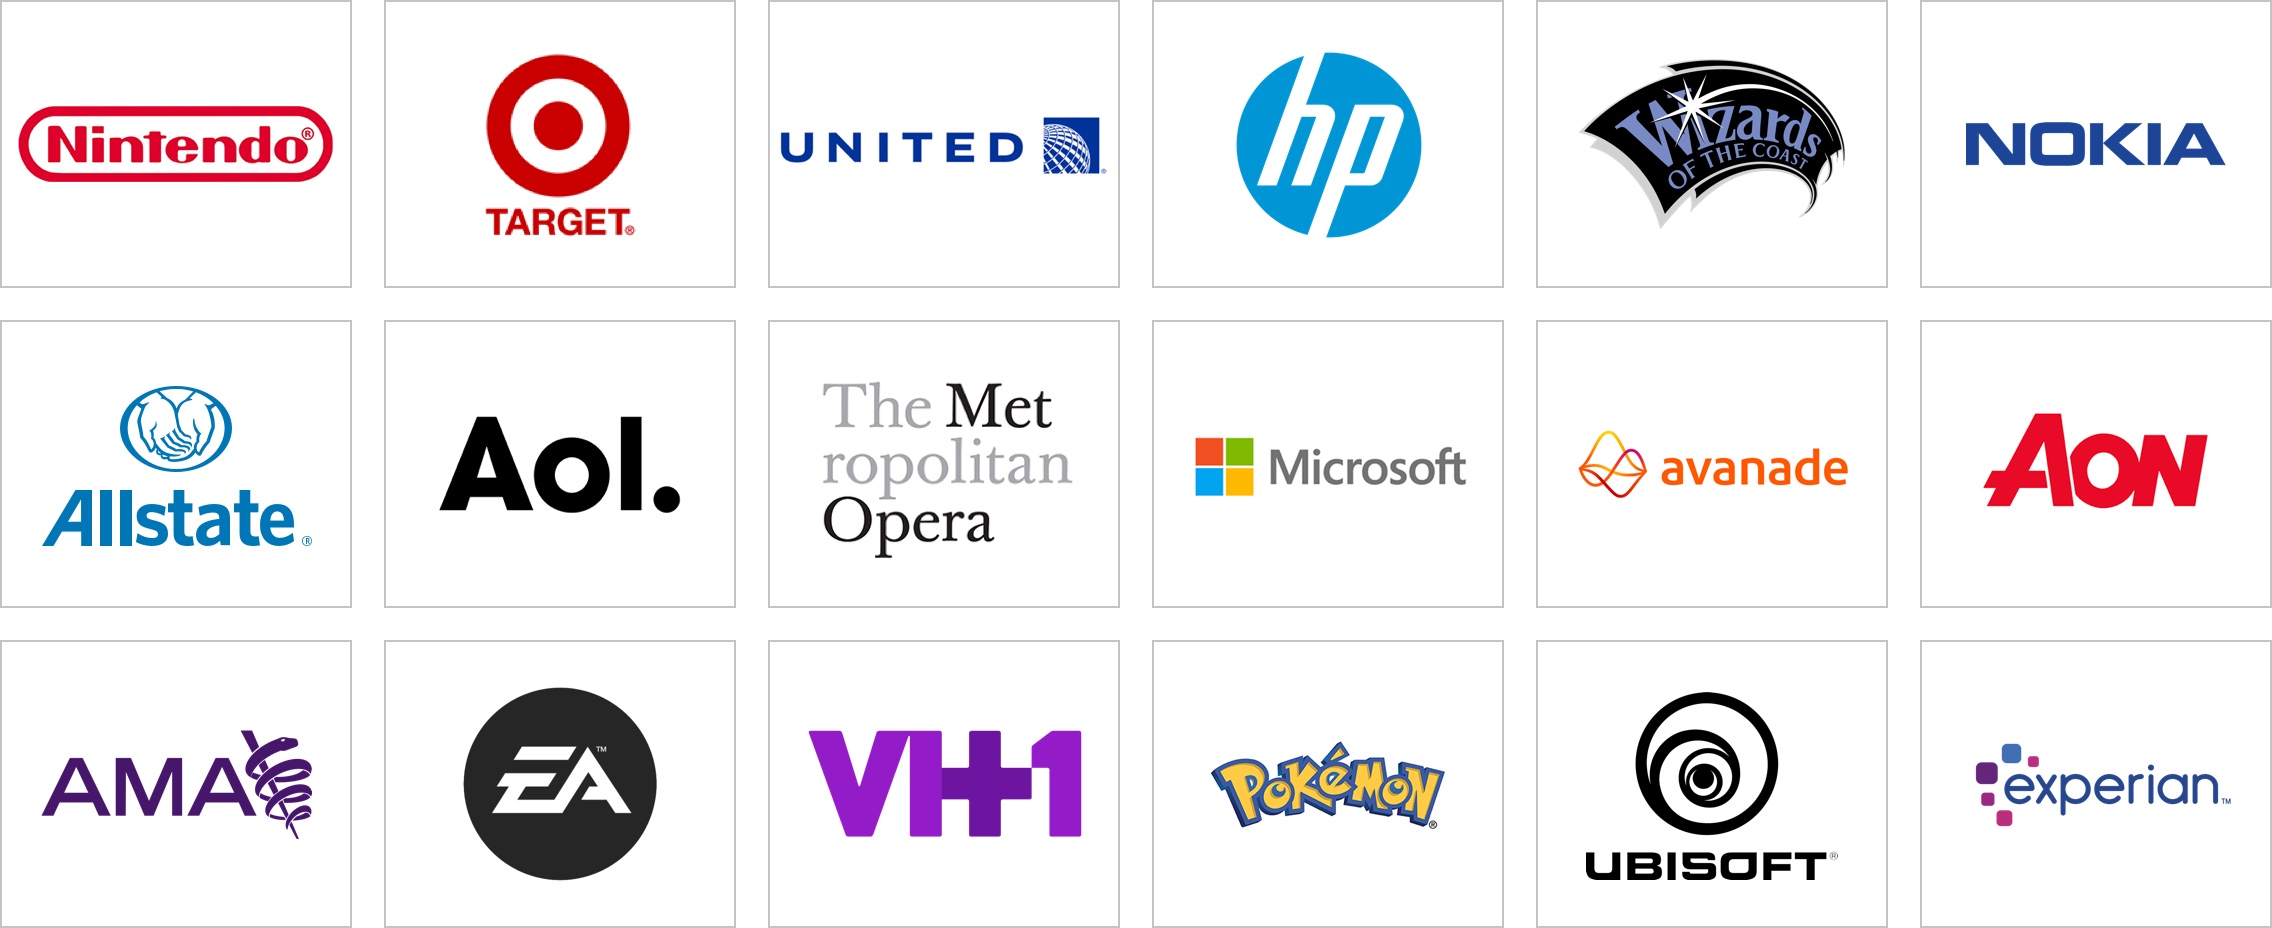 Nintendo®
TARGET®
UNITED®
hp
Wizards
OF THE COAST
NOKIA
Allstate®
Aol.
The Met
ropolitan
Opera
Microsoft
avanade
AON
AMA
EA™
VH1
POKéMON®
UBISOFT®
experian™